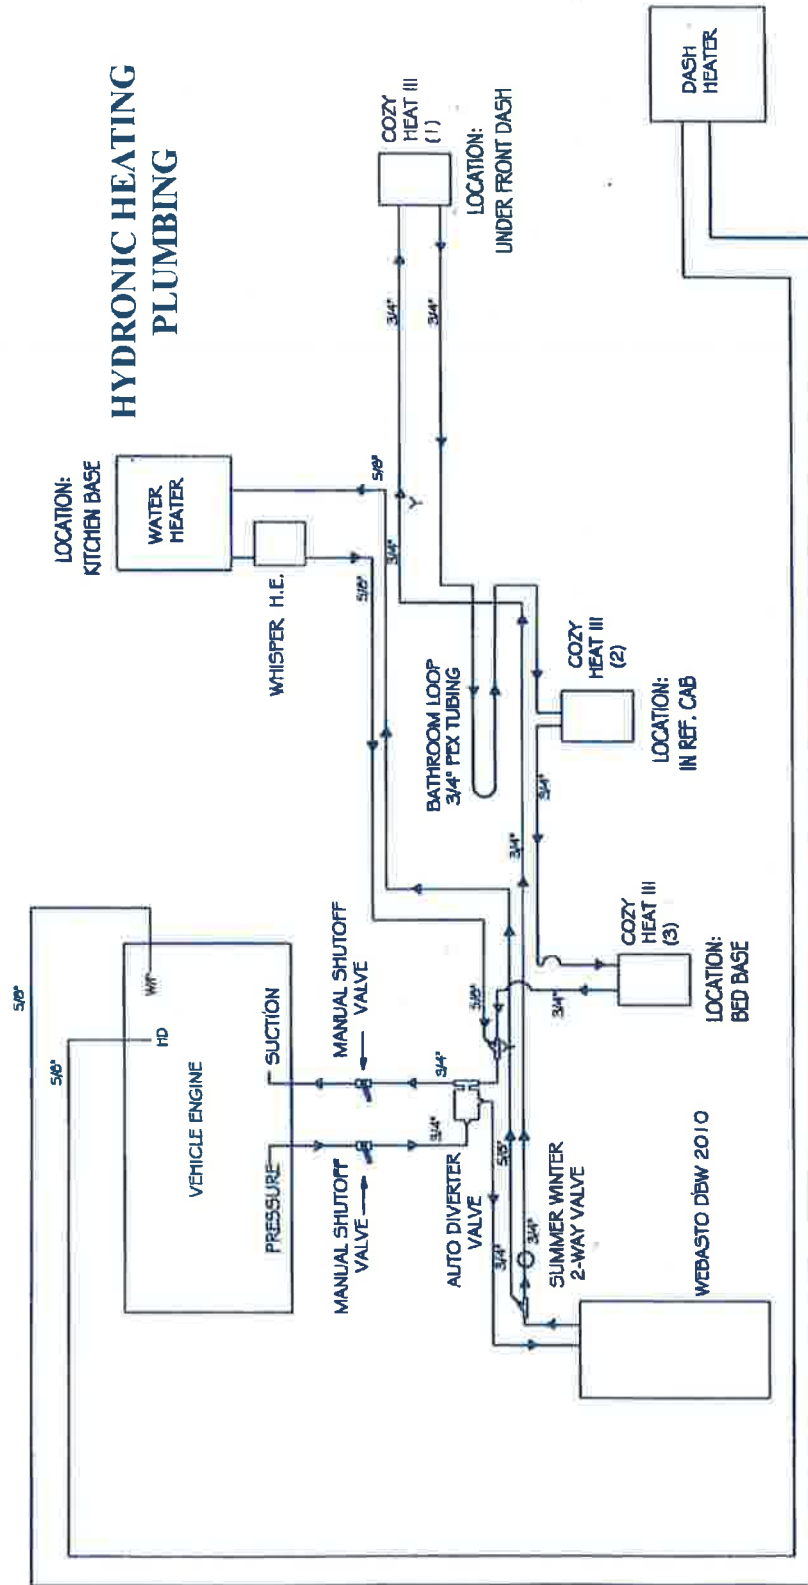 HYDRONIC HEATING
PLUMBING
5/8"
5/8"
W/P
HD
VEHICLE ENGINE
PRESSURE
SUCTION
MANUAL SHUTOFF
VALVE
MANUAL SHUTOFF
VALVE
3/4"
3/4"
AUTO DIVERTER
VALVE
3/4"
5/8"
5/8"
SUMMER WINTER
2-WAY VALVE
3/4"
WEBASTO DBW 2010
LOCATION:
KITCHEN BASE
WATER
HEATER
WHISPER H.E.
5/8"
5/8"
3/4"
Y
3/4"
3/4"
COZY
HEAT III
(1)
LOCATION:
UNDER FRONT DASH
BATHROOM LOOP
3/4" PEX TUBING
3/4"
3/4"
COZY
HEAT III
(2)
LOCATION:
IN REF. CAB
Y
3/4"
COZY
HEAT III
(3)
LOCATION:
BED BASE
DASH
HEATER